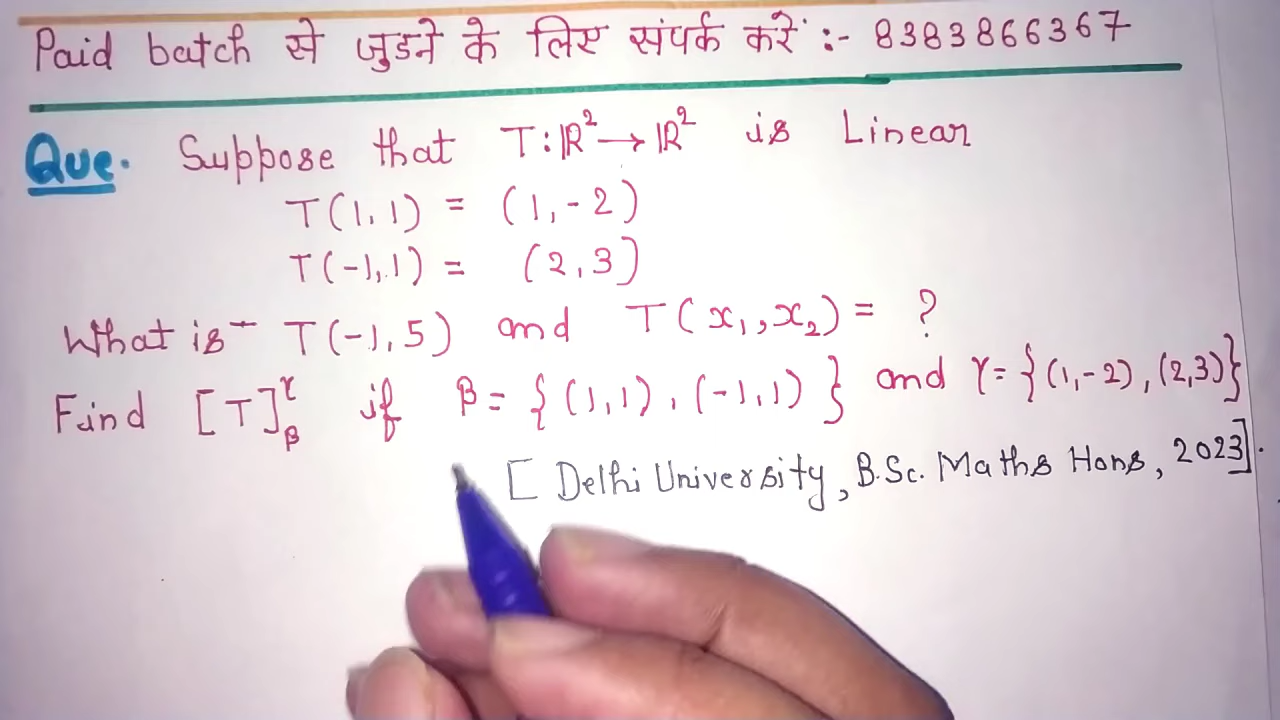 Paid batch से जुडने के लिए संपर्क करें :- 8383866367
Que. Suppose that T:ℝ²→ℝ² is Linear
T(1,1) = (1,-2)
T(-1,1) = (2,3)
What is T(-1,5) and T(x₁,x₂) = ?
Find [T]ᵞᵦ if β = {(1,1), (-1,1)} and γ = {(1,-2), (2,3)}
[Delhi University, B.Sc. Maths Hons, 2023].